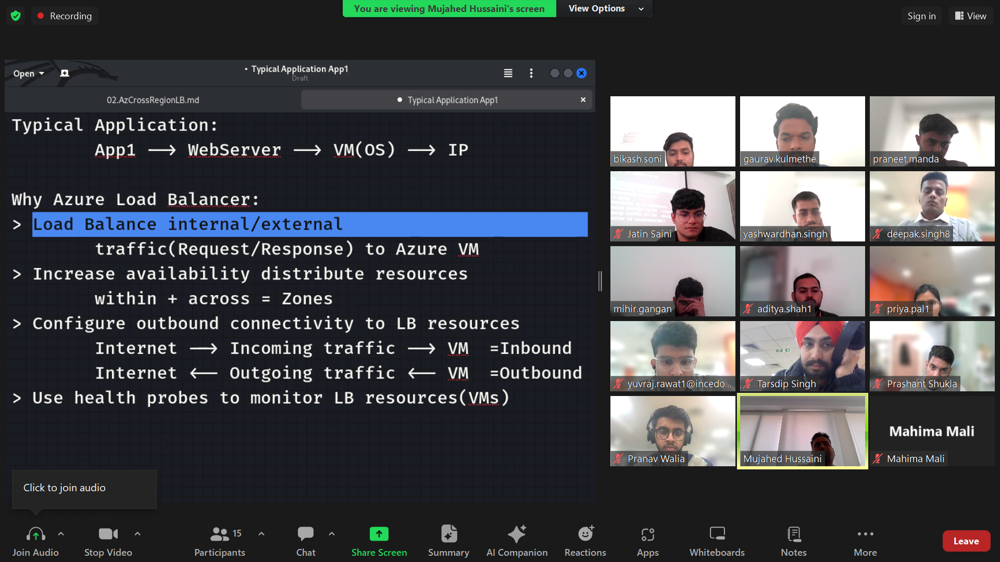 You are viewing Mujahed Hussaini's screen
View Options
Recording
Sign in
View
Open
• Typical Application App1
Draft
02.AzCrossRegionLB.md
• Typical Application App1
Typical Application:
App1 --> WebServer --> VM(OS) --> IP
Why Azure Load Balancer:
> Load Balance internal/external
traffic(Request/Response) to Azure VM
> Increase availability distribute resources
within + across = Zones
> Configure outbound connectivity to LB resources
Internet --> Incoming traffic --> VM =Inbound
Internet <-- Outgoing traffic <-- VM =Outbound
> Use health probes to monitor LB resources(VMs)
bikash.soni
gaurav.kulmethe
praneet.manda
Jatin Saini
yashwardhan.singh
deepak.singh8
mihir.gangan
aditya.shah1
priya.pal1
yuvraj.rawat1@incedo...
Tarsdip Singh
Prashant Shukla
Pranav Walia
Mujahed Hussaini
Mahima Mali
Mahima Mali
Click to join audio
Join Audio
Stop Video
15
Participants
Chat
Share Screen
Summary
AI Companion
Reactions
Apps
Whiteboards
Notes
More
Leave